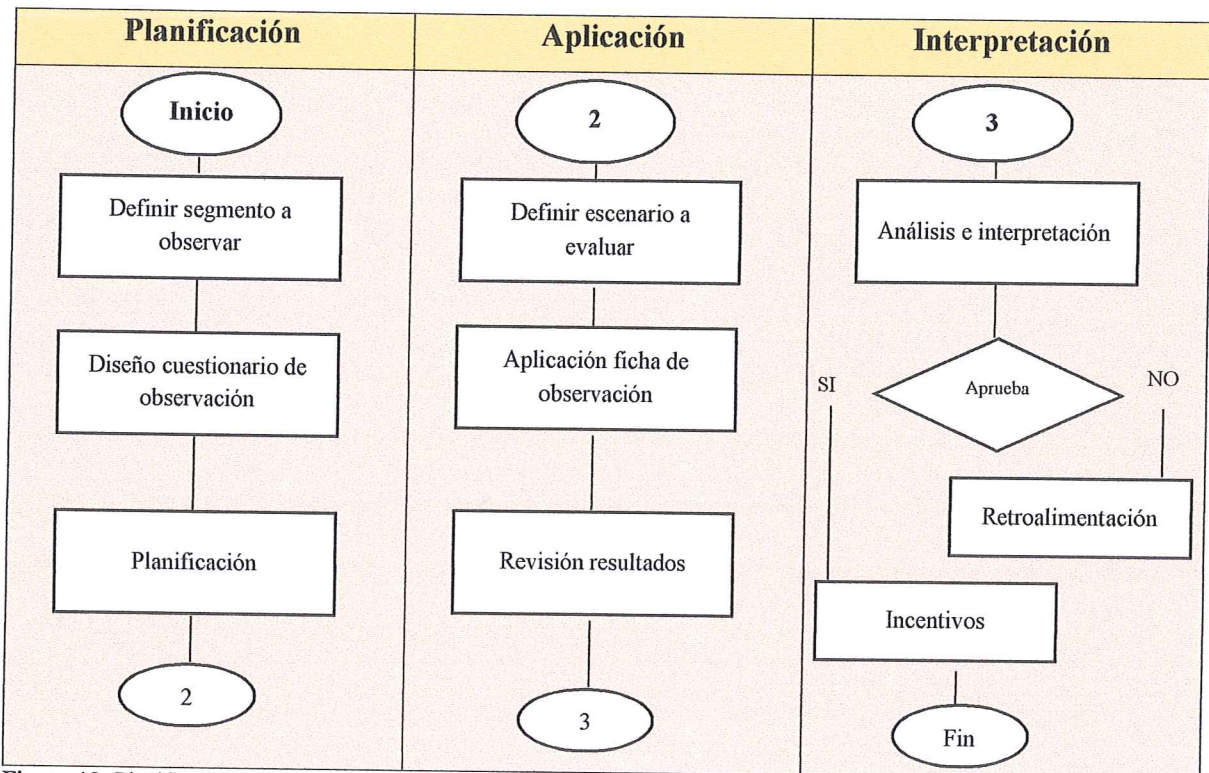 Planificación
Inicio
Definir segmento a
observar
Diseño cuestionario de
observación
Planificación
2
Aplicación
2
Definir escenario a
evaluar
Aplicación ficha de
observación
Revisión resultados
3
Interpretación
3
Análisis e interpretación
Aprueba
SI
NO
Retroalimentación
Incentivos
Fin